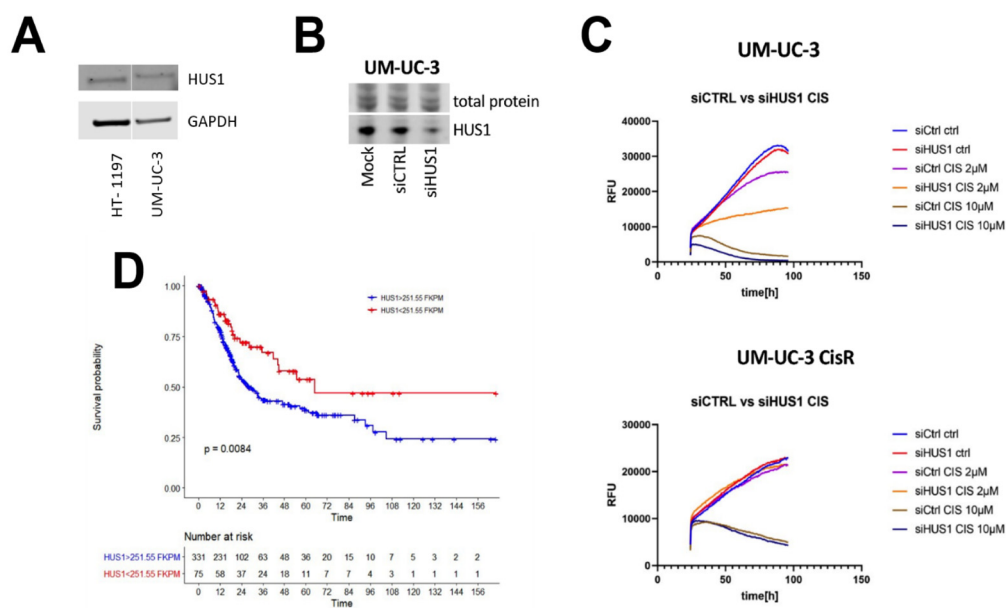 A
HUS1
GAPDH
HT- 1197
UM-UC-3
B
UM-UC-3
total protein
HUS1
Mock
siCTRL
siHUS1
C
UM-UC-3
siCTRL vs siHUS1 CIS
40000
30000
20000
10000
0
RFU
0 50 100 150
time[h]
siCtrl ctrl
siHUS1 ctrl
siCtrl CIS 2µM
siHUS1 CIS 2µM
siCtrl CIS 10µM
siHUS1 CIS 10µM
UM-UC-3 CisR
siCTRL vs siHUS1 CIS
30000
20000
10000
0
RFU
0 50 100 150
time[h]
siCtrl ctrl
siHUS1 ctrl
siCtrl CIS 2µM
siHUS1 CIS 2µM
siCtrl CIS 10µM
siHUS1 CIS 10µM
D
HUS1>251.55 FKPM
HUS1<251.55 FKPM
1.00
0.75
0.50
0.25
0.00
Survival probability
p = 0.0084
0 12 24 36 48 60 72 84 96 108 120 132 144 156
Time
Number at risk
HUS1>251.55 FKPM 331 231 102 63 48 36 20 15 10 7 5 3 2 2
HUS1<251.55 FKPM 75 58 37 24 18 11 7 7 4 3 1 1 1 1
0 12 24 36 48 60 72 84 96 108 120 132 144 156
Time